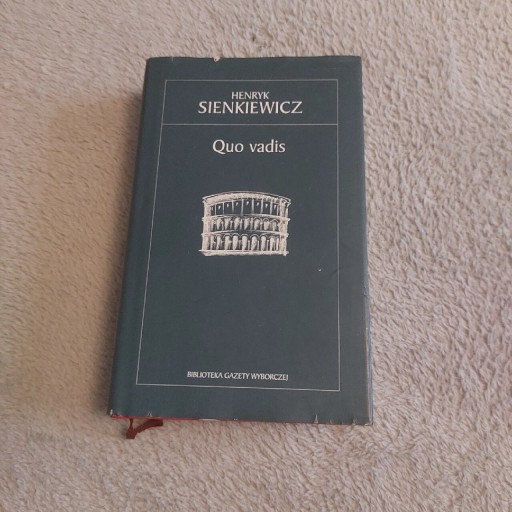 HENRYK
SIENKIEWICZ
Quo vadis
BIBLIOTEKA GAZETY WYBORCZEJ